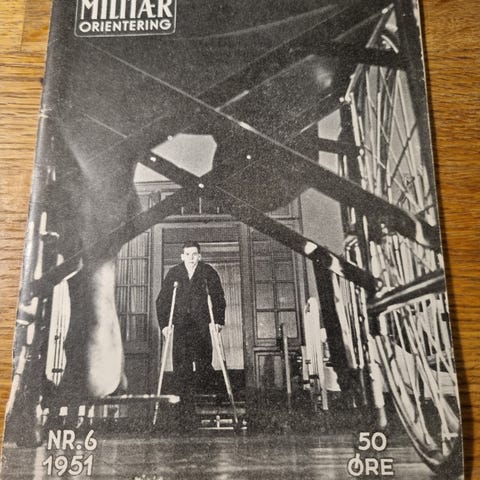 MILITÆR
ORIENTERING
NR. 6
1951
50
ØRE